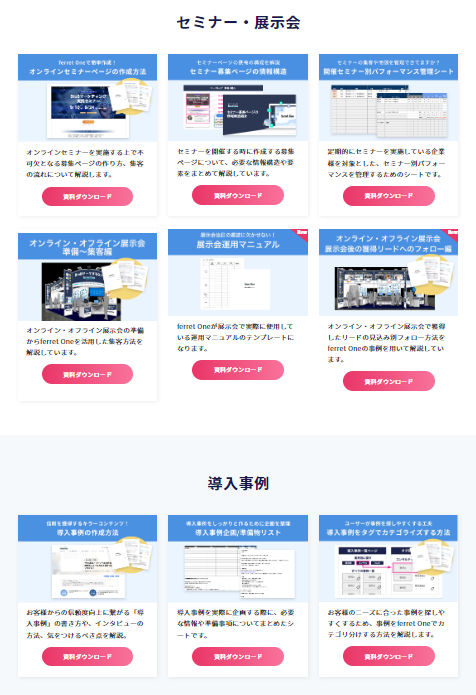 セミナー・展示会
ferret Oneで簡単作成！
オンラインセミナーページの作成方法
オンラインセミナーを実施する上で不
可欠となる募集ページの作り方、集客
の流れについて解説します。
資料ダウンロード
セミナーページの鉄板の構成を解説
セミナー募集ページの情報構造
セミナーを開催する時に作成する募集
ページについて、必要な情報構造や要
素をまとめて解説しています。
資料ダウンロード
セミナーの集客や売読を管理できてますか？
開催セミナー別パフォーマンス管理シート
定期的にセミナーを実施している企業
様を対象とした、セミナー別パフォー
マンスを管理するためのシートです。
資料ダウンロード
オンライン・オフライン展示会
準備〜集客編
オンライン・オフライン展示会の準備
からferret Oneを活用した集客方法を
解説しています。
資料ダウンロード
展示会当日の運営に欠かせない！
展示会運用マニュアル
ferret Oneが展示会で実際に使用して
いる運用マニュアルのテンプレートに
なります。
資料ダウンロード
New
オンライン・オフライン展示会
展示会後の獲得リードへのフォロー編
オンライン・オフライン展示会で獲得
したリードの見込み別フォロー方法を
ferret Oneの事例を用いて解説してい
ます。
資料ダウンロード
導入事例
信頼を獲得するキラーコンテンツ！
導入事例の作成方法
お客様からの信頼度向上に繋がる「導
入事例」の書き方や、インタビューの
方法、気をつけるべき点を解説。
資料ダウンロード
導入事例をしっかりと作るために企画を整理
導入事例企画/準備物リスト
導入事例を実際に企画する際に、必要
な情報や準備事項についてまとめたシ
ートです。
資料ダウンロード
ユーザーが事例を探しやすくする工夫
導入事例をタグでカテゴライズする方法
お客様のニーズに合った事例を探しや
すくするため、事例をferret Oneでカ
テゴリ分けする方法を解説します。
資料ダウンロード